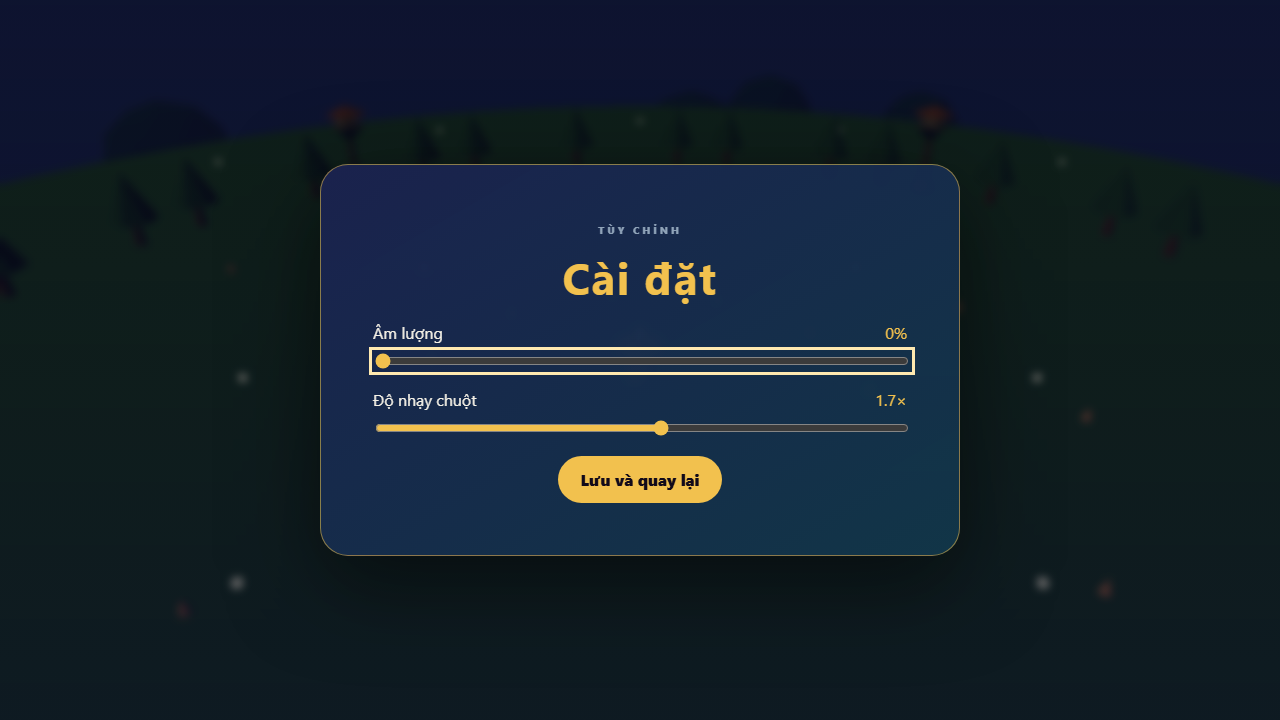 TÙY CHỈNH
Cài đặt
Âm lượng 0%
Độ nhạy chuột 1.7×
Lưu và quay lại